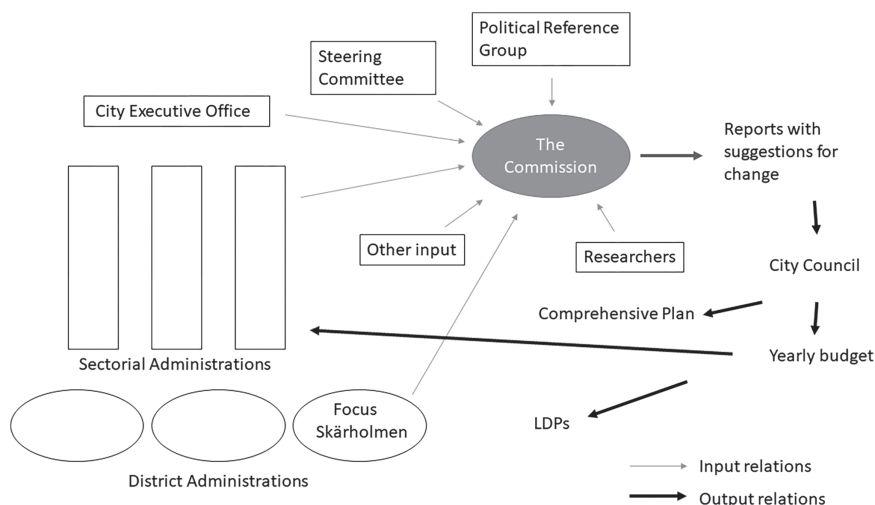 Political Reference
Group
Steering
Committee
City Executive Office
The
Commission
Reports with
suggestions for
change
Other input
Researchers
City Council
Comprehensive Plan
Yearly budget
Sectorial Administrations
Focus
Skärholmen
LDPs
District Administrations
Input relations
Output relations